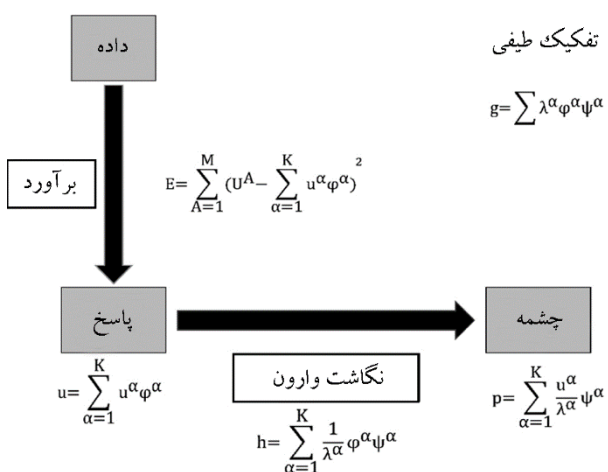 داده
تفکیک طیفی
g=∑ λ^α φ^α ψ^α
برآورد
E= ∑_{A=1}^{M} (U^A− ∑_{α=1}^{K} u^α φ^α)^2
پاسخ
چشمه
u= ∑_{α=1}^{K} u^α φ^α
نگاشت وارون
p= ∑_{α=1}^{K} u^α/λ^α ψ^α
h= ∑_{α=1}^{K} 1/λ^α φ^α ψ^α